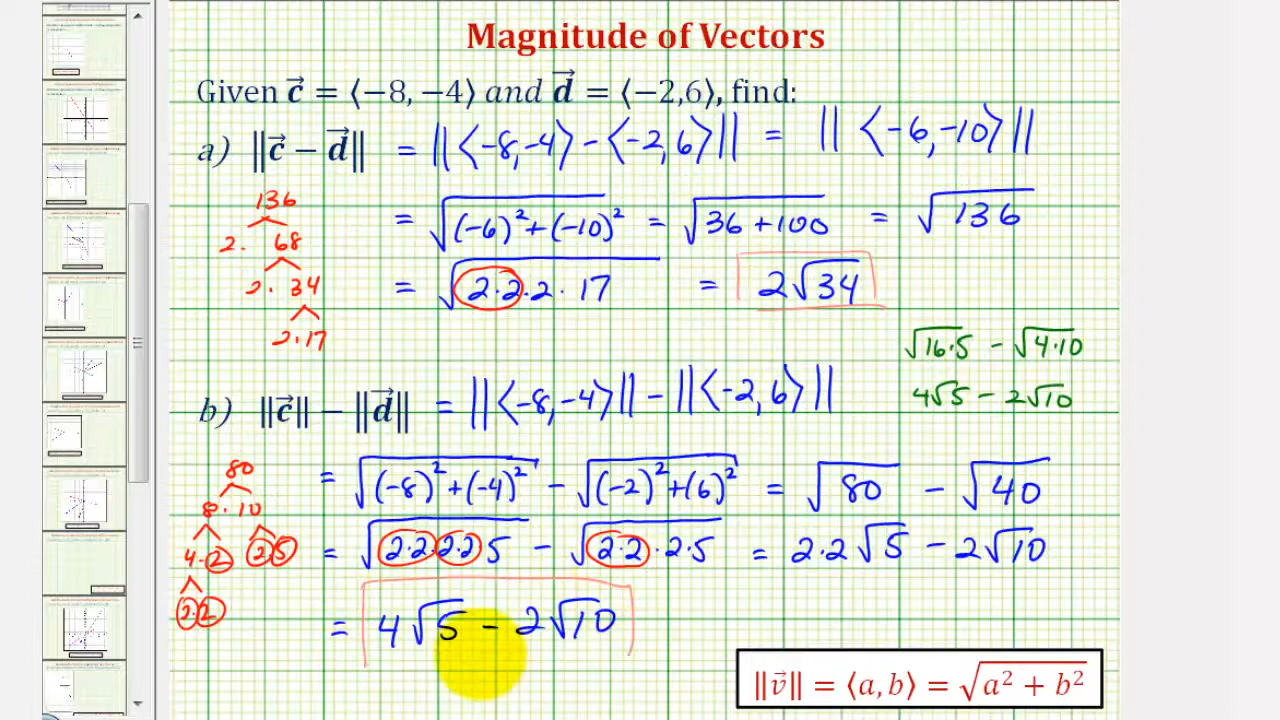 Magnitude of Vectors
Given c⃗ = ⟨−8, −4⟩ and d⃗ = ⟨−2,6⟩, find:
a) ‖c⃗ − d⃗‖ = ||⟨-8,-4⟩ - ⟨-2,6⟩|| = ||⟨-6,-10⟩||
= √((-6)²+(-10)²) = √(36+100) = √136
= √(2·2·2·17) = 2√34
136
2· 68
2· 34
2·17
√(16·5) - √(4·10)
4√5 - 2√10
b) ‖c⃗‖ − ‖d⃗‖ = ||⟨-8,-4⟩|| - ||⟨-2,6⟩||
= √((-8)²+(-4)²) - √((-2)²+(6)²) = √80 - √40
= √(2·2·2·2·5) - √(2·2·2·5) = 2·2√5 - 2√10
= 4√5 - 2√10
80
8·10
4·2 2·5
2·2
‖v⃗‖ = ⟨a, b⟩ = √(a² + b²)